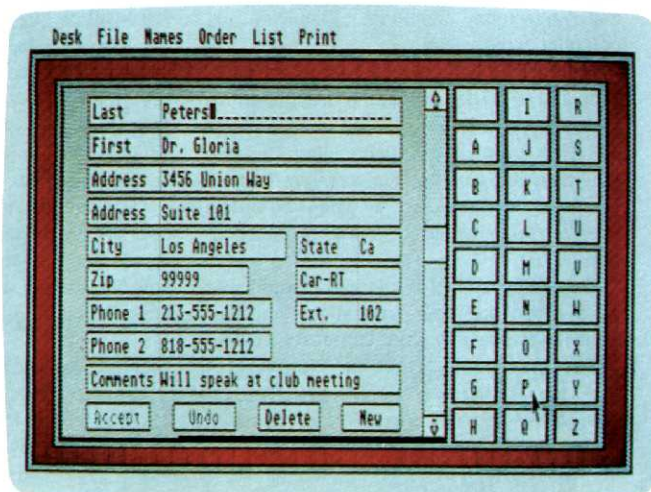 Desk File Names Order List Print
Last Peters
First Dr. Gloria
Address 3456 Union Way
Address Suite 101
City Los Angeles State Ca
Zip 99999 Car-RT
Phone 1 213-555-1212 Ext. 102
Phone 2 818-555-1212
Comments Will speak at club meeting
Accept Undo Delete New
I R
A J S
B K T
C L U
D M V
E N W
F O X
G P Y
H Q Z